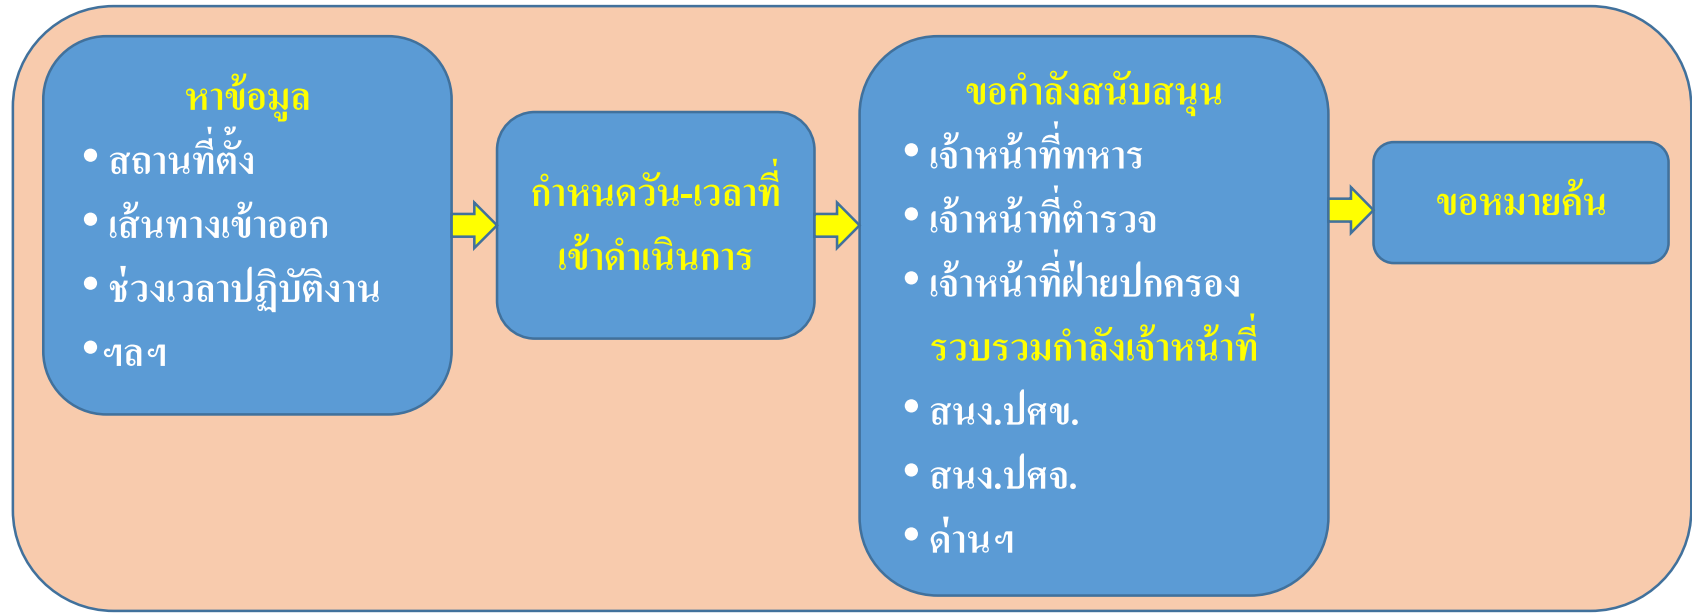 หาข้อมูล
• สถานที่ตั้ง
• เส้นทางเข้าออก
• ช่วงเวลาปฏิบัติงาน
• ฯลฯ
กำหนดวัน-เวลาที่
เข้าดำเนินการ
ขอกำลังสนับสนุน
• เจ้าหน้าที่ทหาร
• เจ้าหน้าที่ตำรวจ
• เจ้าหน้าที่ฝ่ายปกครอง
รวบรวมกำลังเจ้าหน้าที่
• สนง.ปศข.
• สนง.ปศจ.
• ด่านฯ
ขอหมายค้น